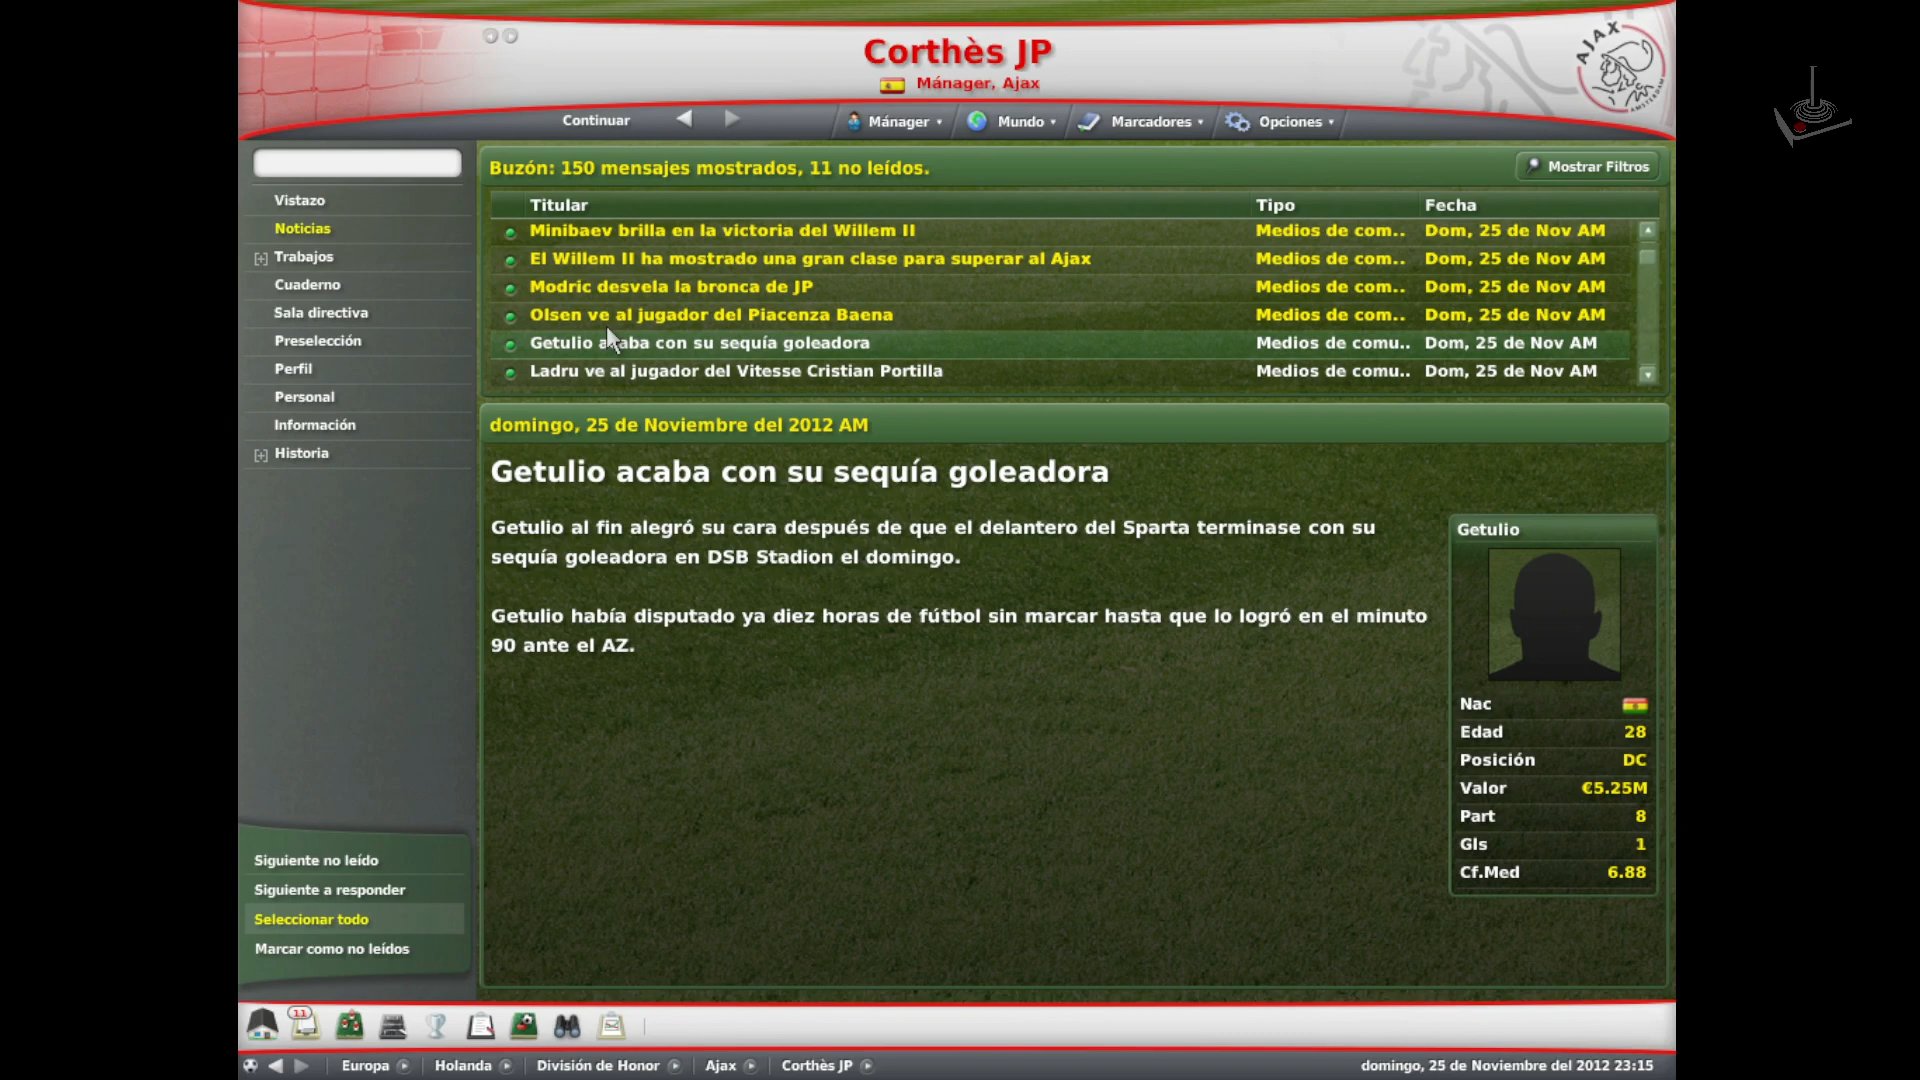 Corthès JP
Mánager, Ajax
AJAX
AMSTERDAM
Continuar
Mánager
Mundo
Marcadores
Opciones
Vistazo
Noticias
[+] Trabajos
Cuaderno
Sala directiva
Preselección
Perfil
Personal
Información
[+] Historia
Siguiente no leído
Siguiente a responder
Seleccionar todo
Marcar como no leídos
Buzón: 150 mensajes mostrados, 11 no leídos.
Mostrar Filtros
Titular Tipo Fecha
Minibaev brilla en la victoria del Willem II Medios de com.. Dom, 25 de Nov AM
El Willem II ha mostrado una gran clase para superar al Ajax Medios de com.. Dom, 25 de Nov AM
Modric desvela la bronca de JP Medios de com.. Dom, 25 de Nov AM
Olsen ve al jugador del Piacenza Baena Medios de com.. Dom, 25 de Nov AM
Getulio acaba con su sequía goleadora Medios de comu.. Dom, 25 de Nov AM
Ladru ve al jugador del Vitesse Cristian Portilla Medios de comu.. Dom, 25 de Nov AM
domingo, 25 de Noviembre del 2012 AM
Getulio acaba con su sequía goleadora
Getulio al fin alegró su cara después de que el delantero del Sparta terminase con su
sequía goleadora en DSB Stadion el domingo.
Getulio había disputado ya diez horas de fútbol sin marcar hasta que lo logró en el minuto
90 ante el AZ.
Getulio
Nac
Edad 28
Posición DC
Valor €5.25M
Part 8
Gls 1
Cf.Med 6.88
11
Europa
Holanda
División de Honor
Ajax
Corthès JP
domingo, 25 de Noviembre del 2012 23:15